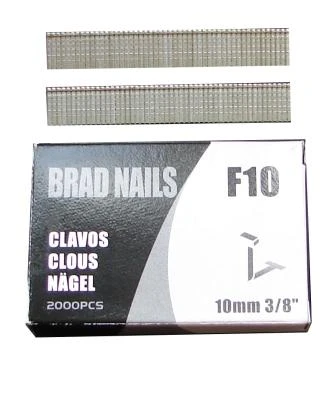 BRAD NAILS
F10
CLAVOS
CLOUS
NÄGEL
2000PCS
10mm 3/8"